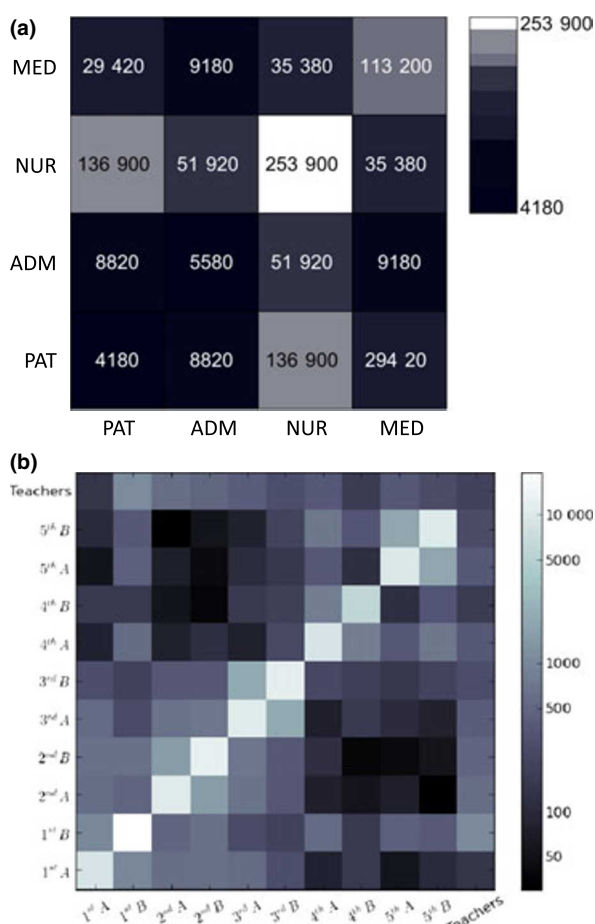 (a)
253 900
MED 29 420 9180 35 380 113 200
NUR 136 900 51 920 253 900 35 380
4180
ADM 8820 5580 51 920 9180
PAT 4180 8820 136 900 294 20
PAT ADM NUR MED
(b)
Teachers
5th B 10 000
5th A 5000
4th B
4th A 1000
3rd B
3rd A
2nd B
2nd A 100
1st B 50
1st A
1st A 1st B 2nd A 2nd B 3rd A 3rd B 4th A 4th B 5th A 5th B Teachers